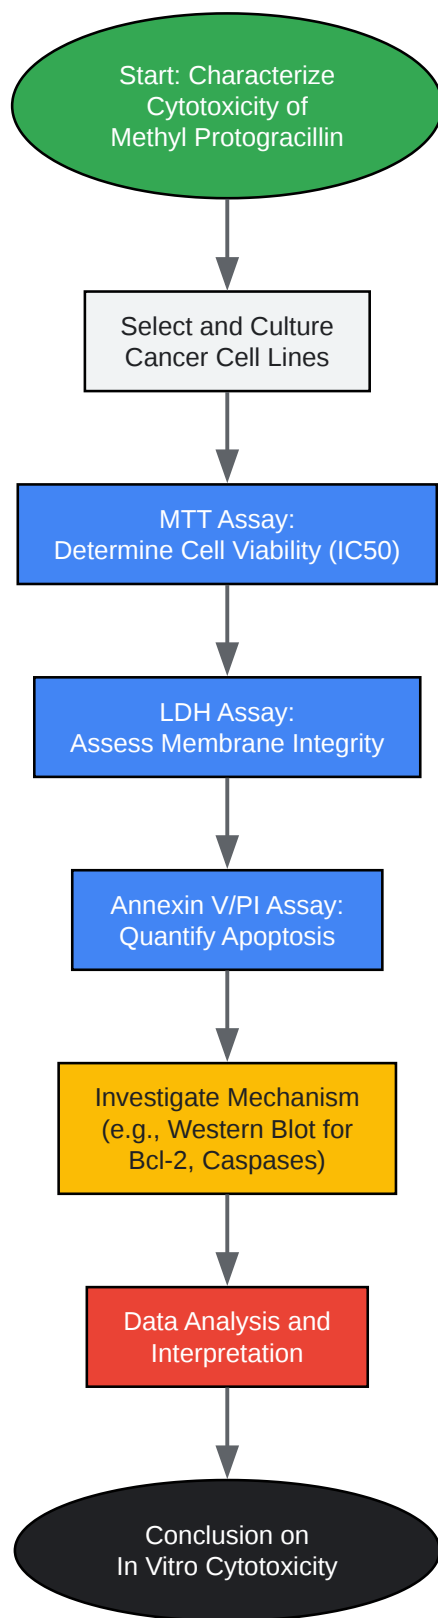 Start: Characterize
Cytotoxicity of
Methyl Protogracillin
Select and Culture
Cancer Cell Lines
MTT Assay:
Determine Cell Viability (IC50)
LDH Assay:
Assess Membrane Integrity
Annexin V/PI Assay:
Quantify Apoptosis
Investigate Mechanism
(e.g., Western Blot for
Bcl-2, Caspases)
Data Analysis and
Interpretation
Conclusion on
In Vitro Cytotoxicity